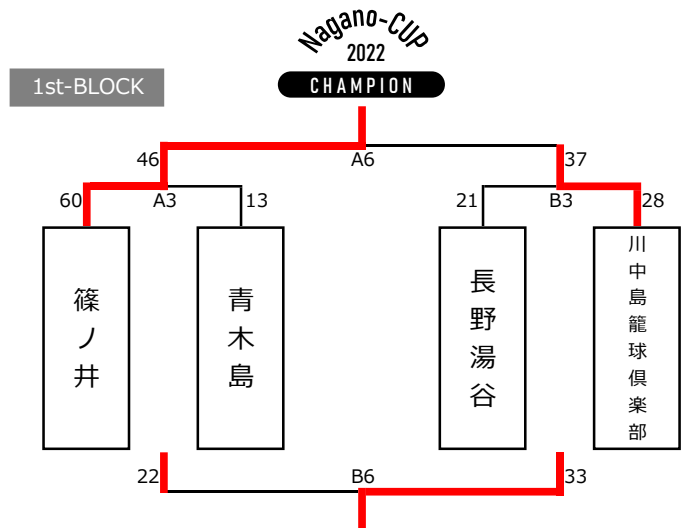 Nagano-CUP
2022
1st-BLOCK
CHAMPION
46
A6
37
60
A3
13
21
B3
28
篠ノ井
青木島
長野湯谷
川中島籠球倶楽部
22
B6
33